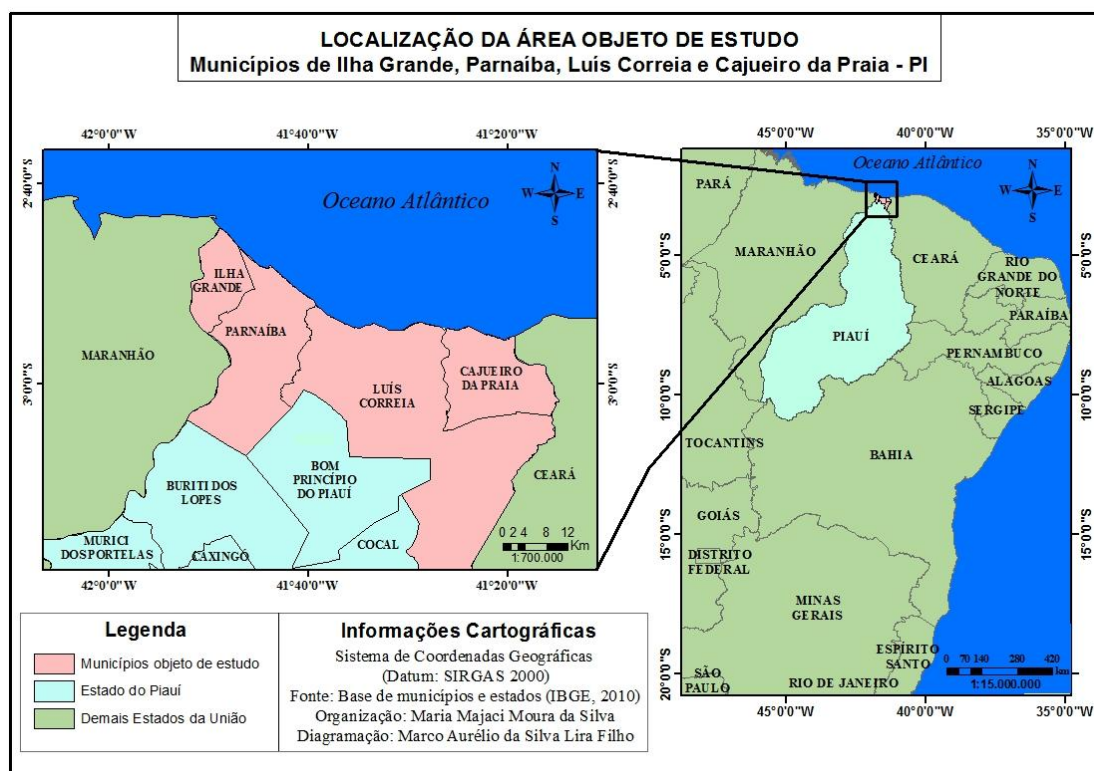 LOCALIZAÇÃO DA ÁREA OBJETO DE ESTUDO
Municípios de Ilha Grande, Parnaíba, Luís Correia e Cajueiro da Praia - PI
42°0'0"W
41°40'0"W
41°20'0"W
2°40'0"S
3°0'0"S
2°40'0"S
3°0'0"S
42°0'0"W
41°40'0"W
41°20'0"W
Oceano Atlântico
N
W
E
S
ILHA
GRANDE
PARNAÍBA
MARANHÃO
LUÍS
CORREIA
CAJUEIRO
DA PRAIA
BURITI DOS
LOPES
BOM
PRINCÍPIO
DO PIAUÍ
CEARÁ
MURICI
DOS PORTELAS
CAXINGÓ
COCAL
0 2 4 8 12
Km
1:700.000
45°0'0"W
40°0'0"W
35°0'0"W
5°0'0"S
10°0'0"S
15°0'0"S
20°0'0"S
5°0'0"S
10°0'0"S
15°0'0"S
20°0'0"S
45°0'0"W
40°0'0"W
35°0'0"W
Oceano Atlântico
N
W
E
S
PARÁ
MARANHÃO
CEARÁ
RIO
GRANDE DO
NORTE
PARAÍBA
PIAUÍ
PERNAMBUCO
ALAGOAS
SERGIPE
TOCANTINS
BAHIA
GOIÁS
DISTRITO
FEDERAL
MINAS
GERAIS
ESPÍRITO
SANTO
SÃO
PAULO
RIO DE JANEIRO
0 70 140 280 420
km
1:15.000.000
Legenda
Municípios objeto de estudo
Estado do Piauí
Demais Estados da União
Informações Cartográficas
Sistema de Coordenadas Geográficas
(Datum: SIRGAS 2000)
Fonte: Base de municípios e estados (IBGE, 2010)
Organização: Maria Majaci Moura da Silva
Diagramação: Marco Aurélio da Silva Lira Filho